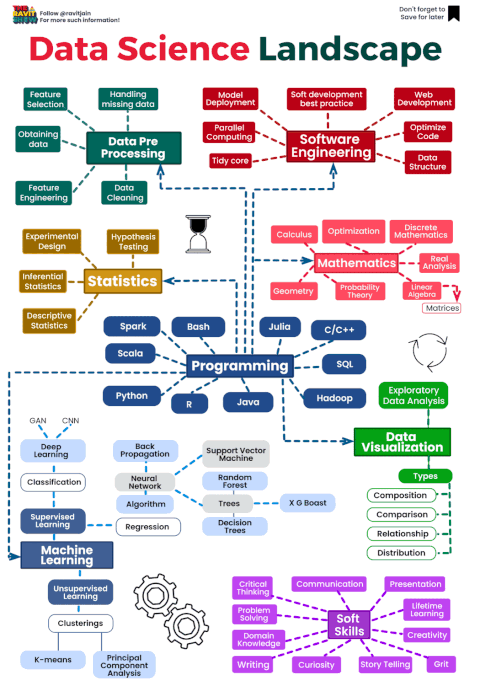 THE
RAVIT
SHOW
Follow @ravitjain
For more such information!
Don't forget to
Save for later
Data Science Landscape
Feature
Selection
Handling
missing data
Obtaining
data
Data Pre
Processing
Feature
Engineering
Data
Cleaning
Model
Deployment
Soft development
best practice
Web
Development
Parallel
Computing
Software
Engineering
Optimize
Code
Tidy core
Data
Structure
Experimental
Design
Hypothesis
Testing
Inferential
Statistics
Statistics
Descriptive
Statistics
Calculus
Optimization
Discrete
Mathematics
Mathematics
Real
Analysis
Geometry
Probability
Theory
Linear
Algebra
Matrices
Spark
Bash
Julia
C/C++
Scala
Programming
SQL
Python
R
Java
Hadoop
Exploratory
Data Analysis
Data
Visualization
Types
Composition
Comparison
Relationship
Distribution
GAN
CNN
Deep
Learning
Classification
Supervised
Learning
Regression
Back
Propagation
Neural
Network
Algorithm
Support Vector
Machine
Random
Forest
Trees
X G Boast
Decision
Trees
Machine
Learning
Unsupervised
Learning
Clusterings
K-means
Principal
Component
Analysis
Critical
Thinking
Communication
Presentation
Problem
Solving
Lifetime
Learning
Soft
Skills
Domain
Knowledge
Creativity
Writing
Curiosity
Story Telling
Grit